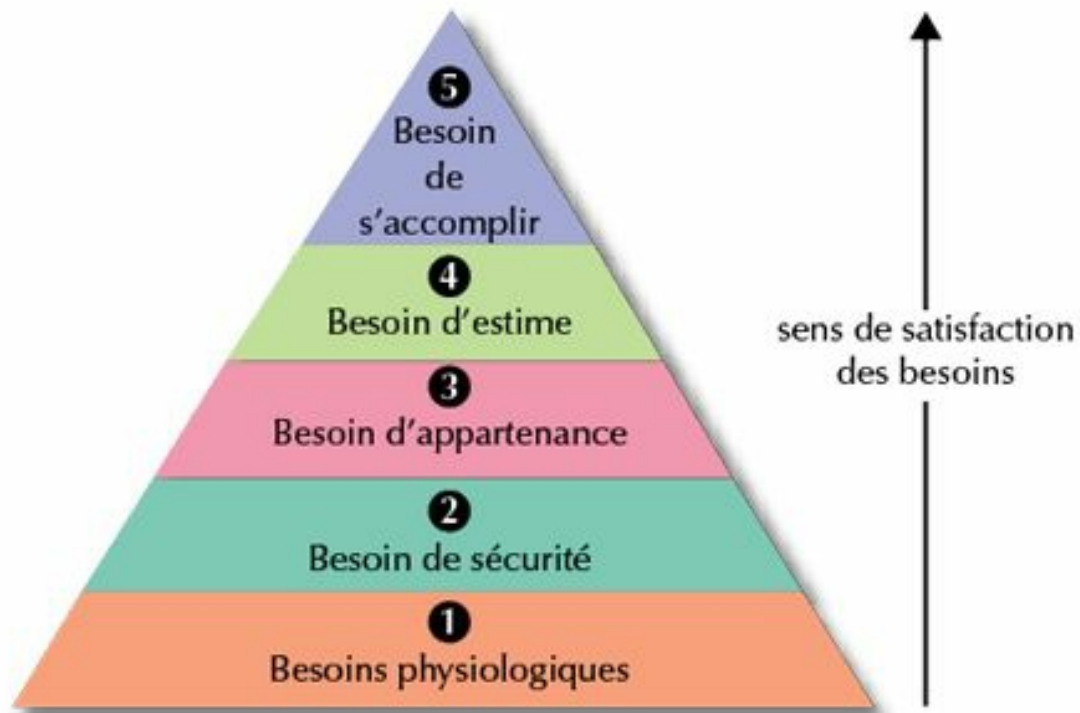 5
Besoin
de
s'accomplir
4
Besoin d'estime
3
Besoin d'appartenance
2
Besoin de sécurité
1
Besoins physiologiques
sens de satisfaction
des besoins